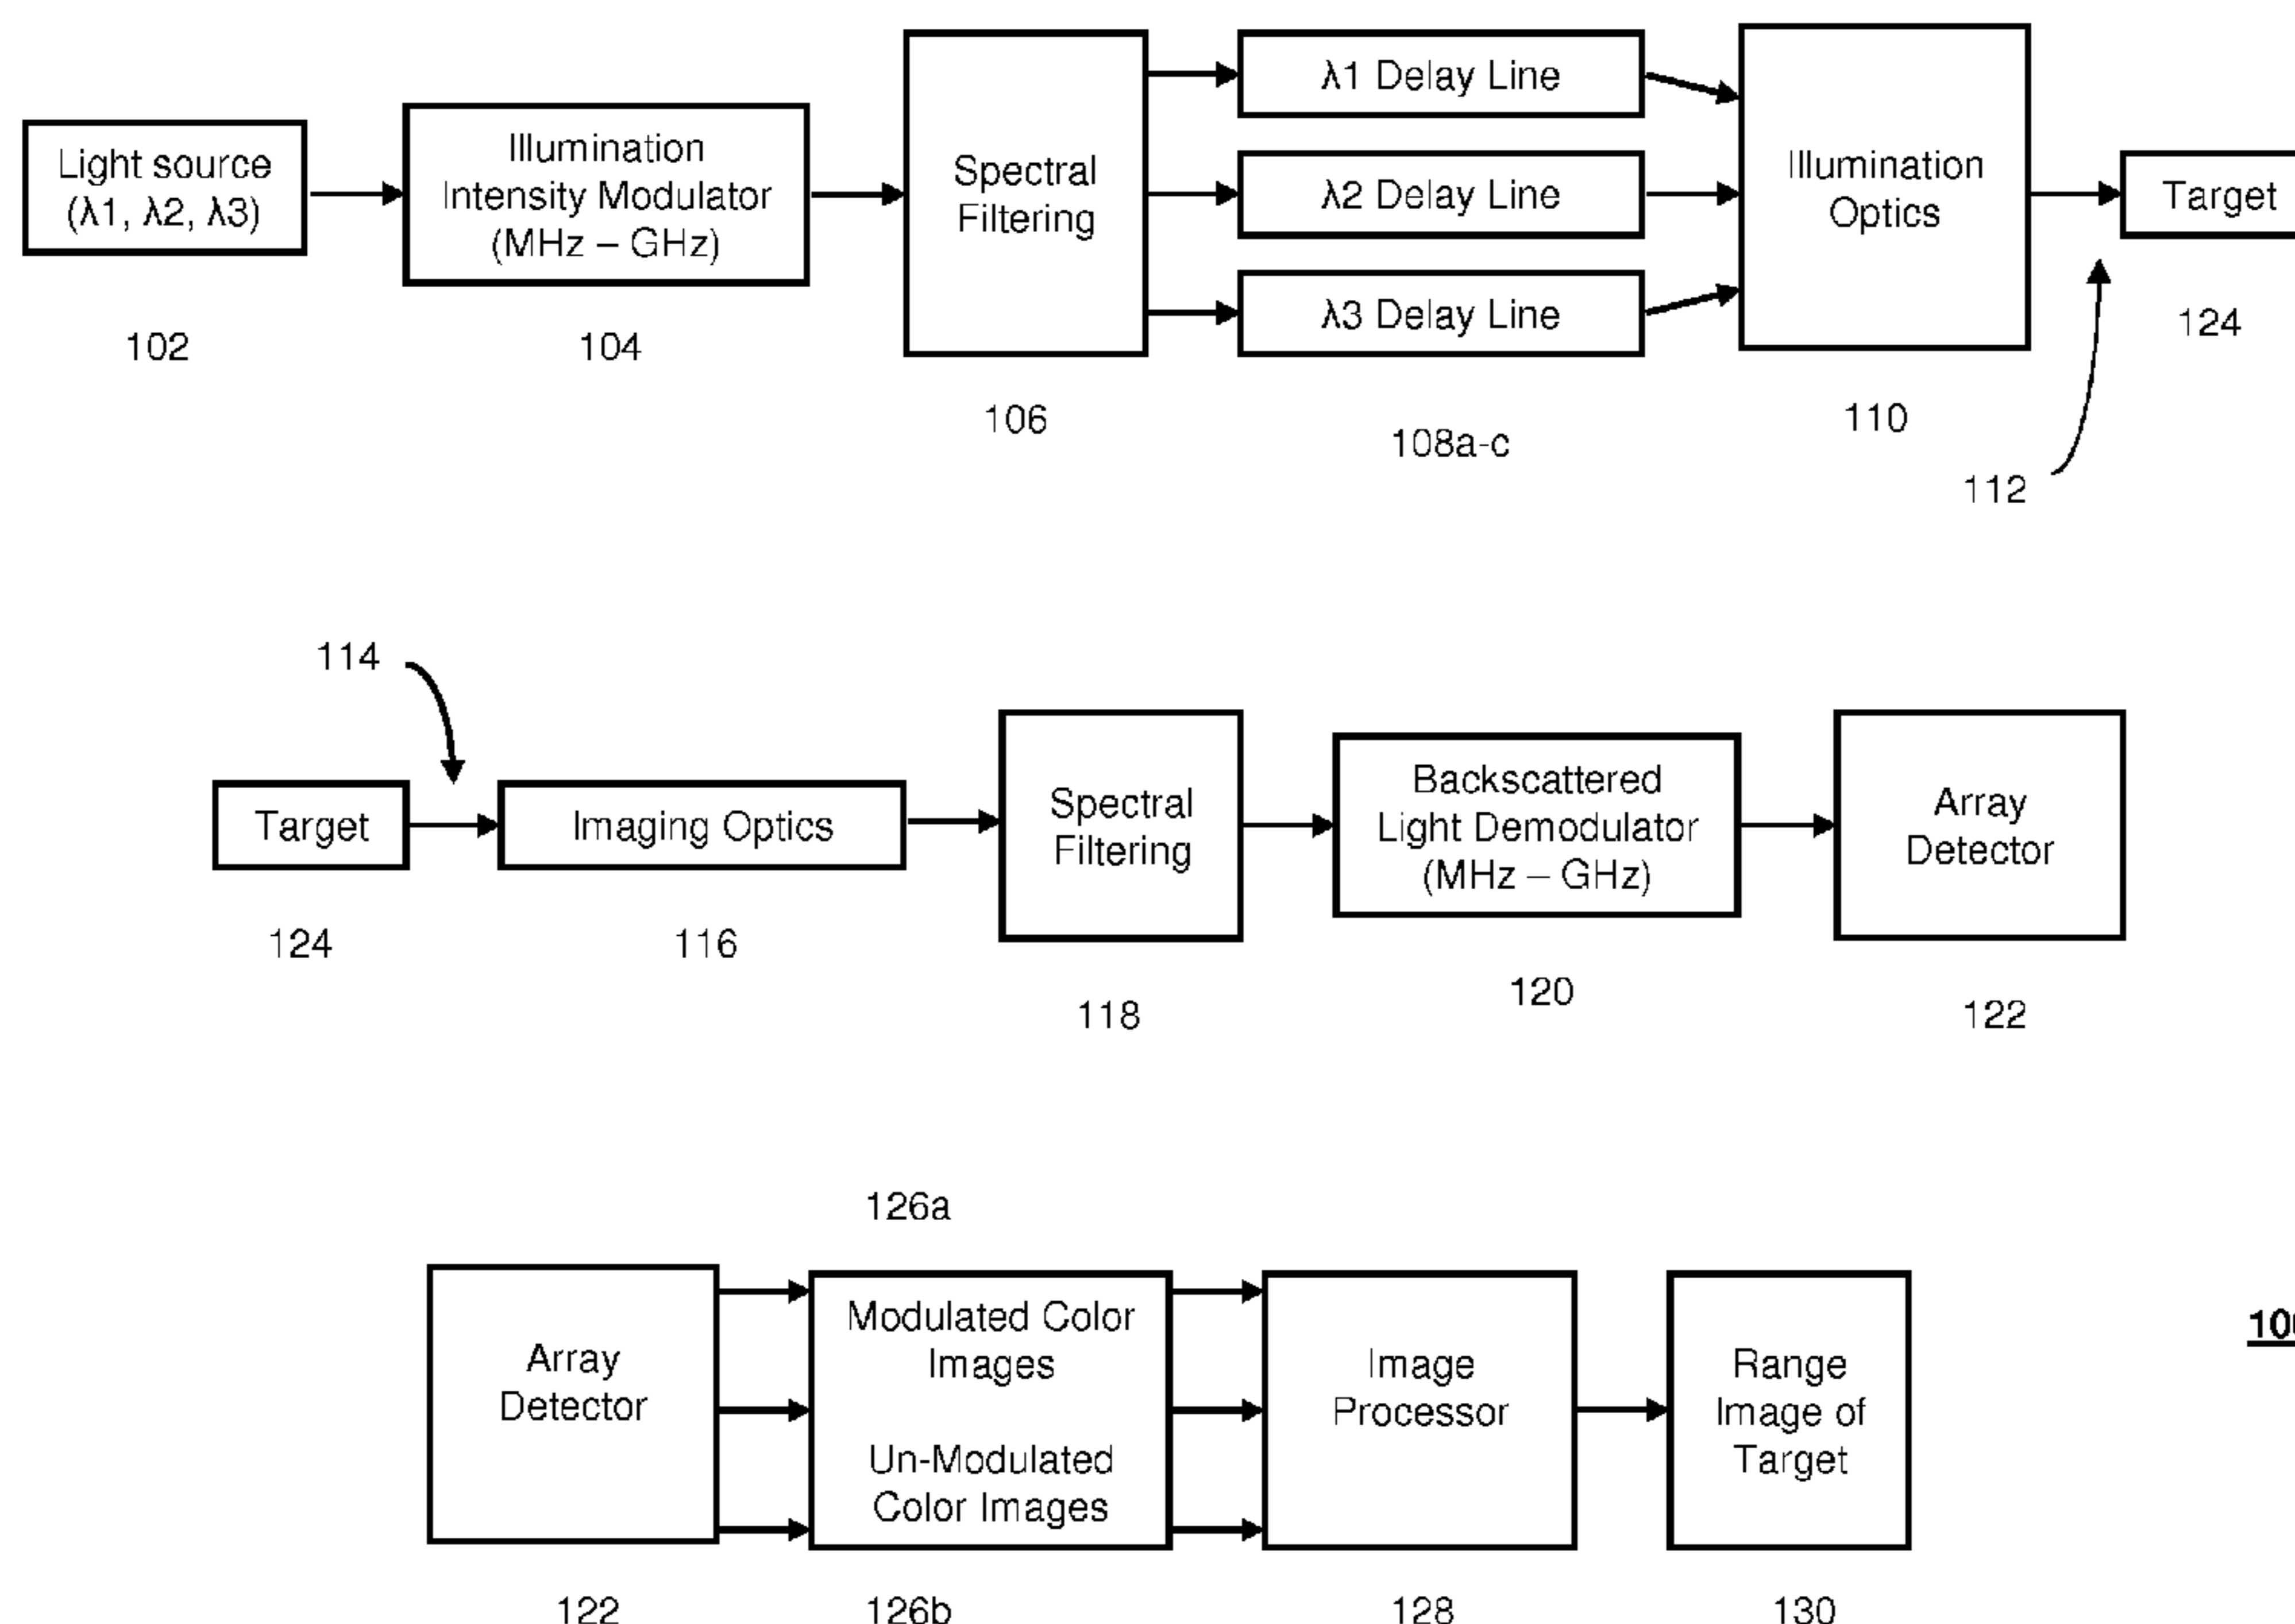 Light source
(λ1, λ2, λ3)
102
Illumination
Intensity Modulator
(MHz – GHz)
104
Spectral
Filtering
106
λ1 Delay Line
λ2 Delay Line
λ3 Delay Line
108a-c
Illumination
Optics
110
112
Target
124
114
Target
124
Imaging Optics
116
Spectral
Filtering
118
Backscattered
Light Demodulator
(MHz – GHz)
120
Array
Detector
122
Array
Detector
122
126a
Modulated Color
Images
Un-Modulated
Color Images
126b
Image
Processor
128
Range
Image of
Target
130